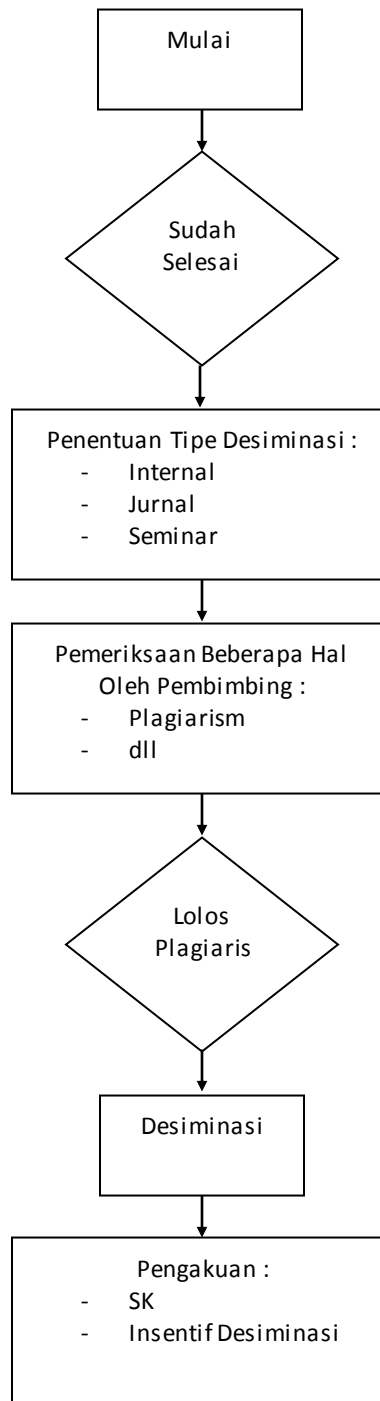 Mulai
Sudah
Selesai
Penentuan Tipe Desiminasi :
- Internal
- Jurnal
- Seminar
Pemeriksaan Beberapa Hal
Oleh Pembimbing :
- Plagiarism
- dll
Lolos
Plagiaris
Desiminasi
Pengakuan :
- SK
- Insentif Desiminasi